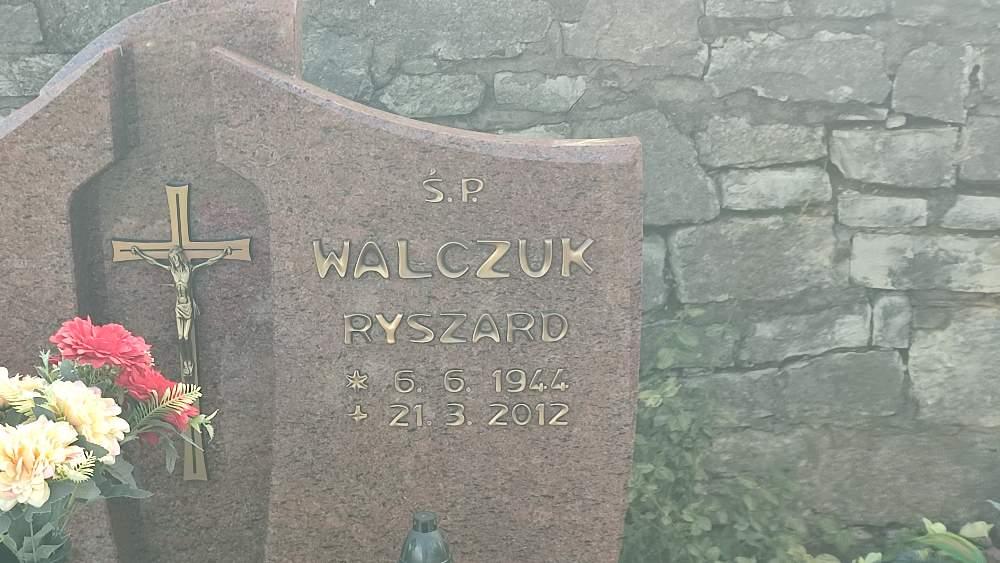 Ś.P.
WALCZUK
RYSZARD
* 6. 6. 1944
+ 21. 3. 2012